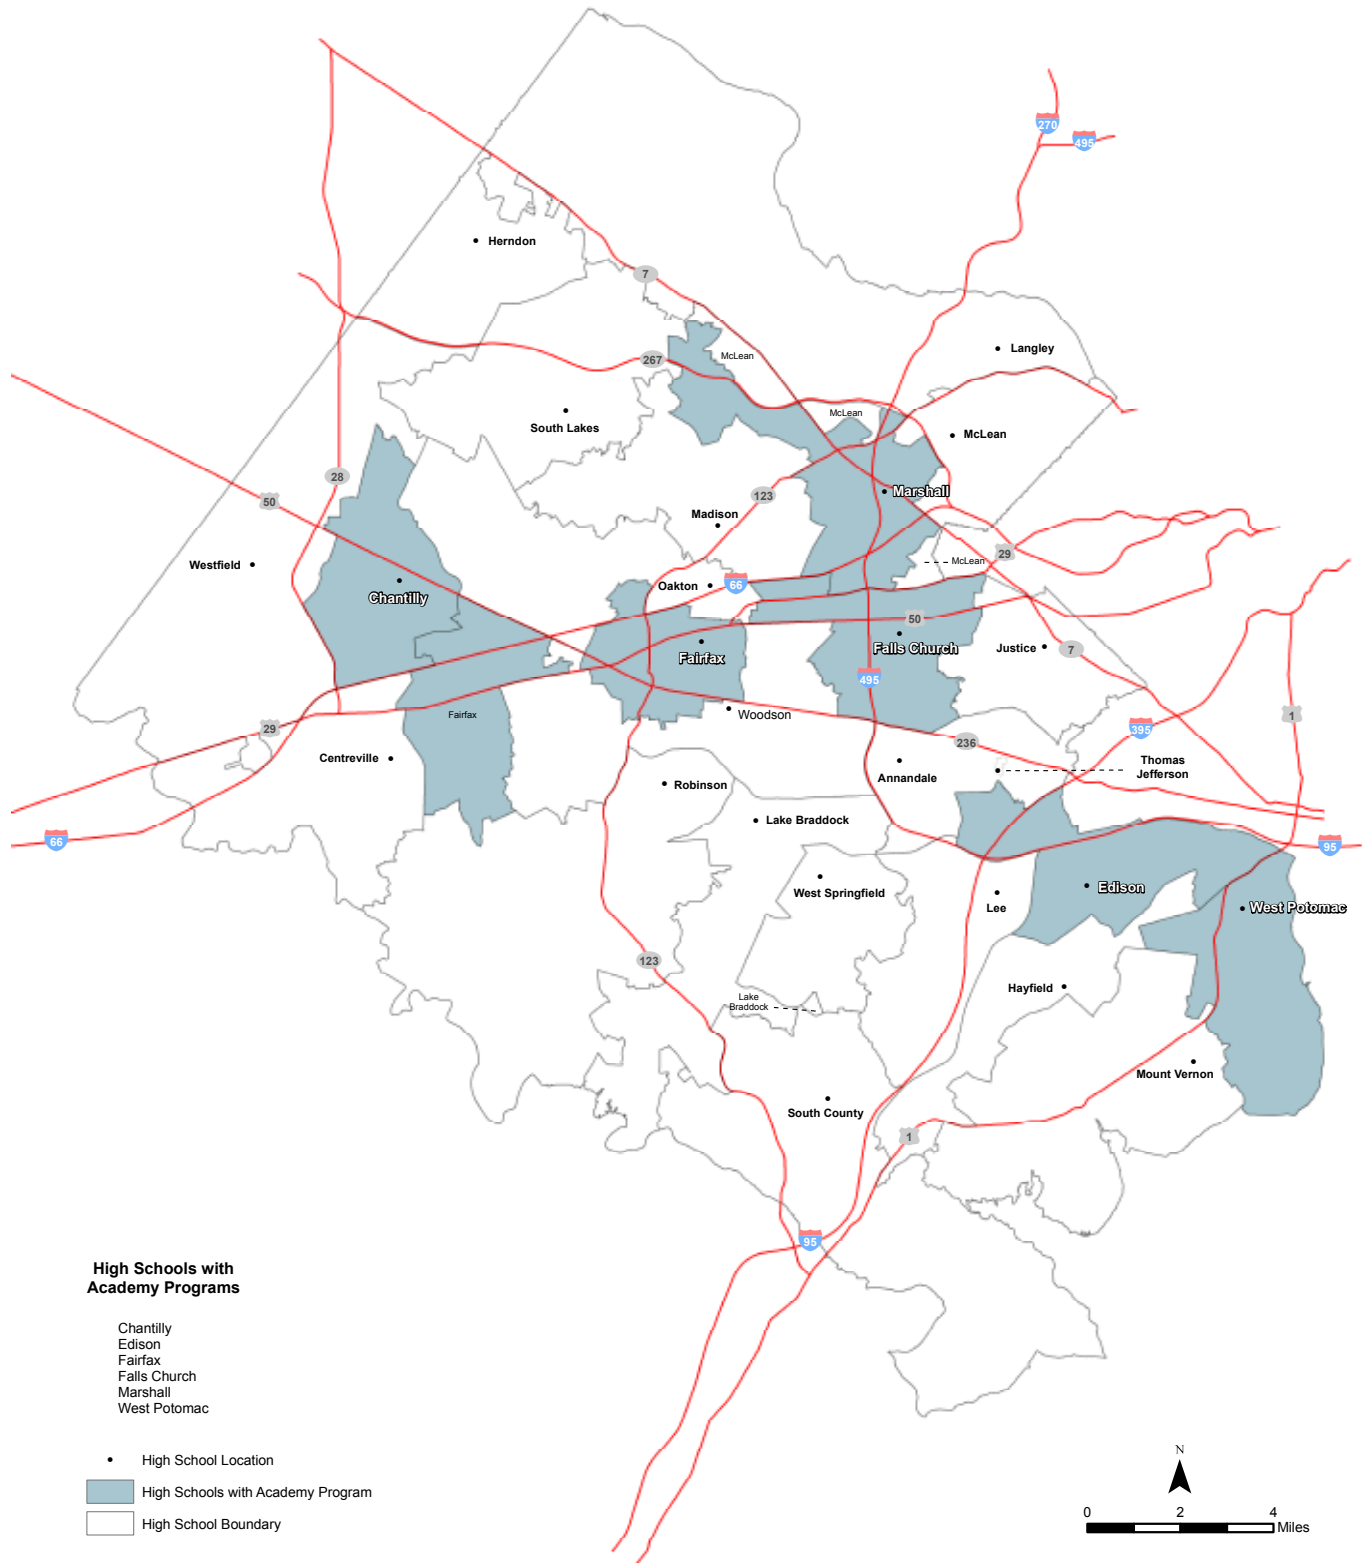 270
495
Herndon
7
Langley
McLean
267
McLean
South Lakes
McLean
28
50
Marshall
123
Madison
Westfield
29
McLean
Oakton
66
Chantilly
50
Fairfax
Falls Church
Justice
7
495
Fairfax
Woodson
1
29
395
236
Centreville
Thomas
Jefferson
Annandale
Robinson
Lake Braddock
66
95
West Springfield
Edison
Lee
West Potomac
123
Hayfield
Lake
Braddock
Mount Vernon
South County
1
95
High Schools with
Academy Programs
Chantilly
Edison
Fairfax
Falls Church
Marshall
West Potomac
High School Location
High Schools with Academy Program
High School Boundary
N
0 2 4
Miles